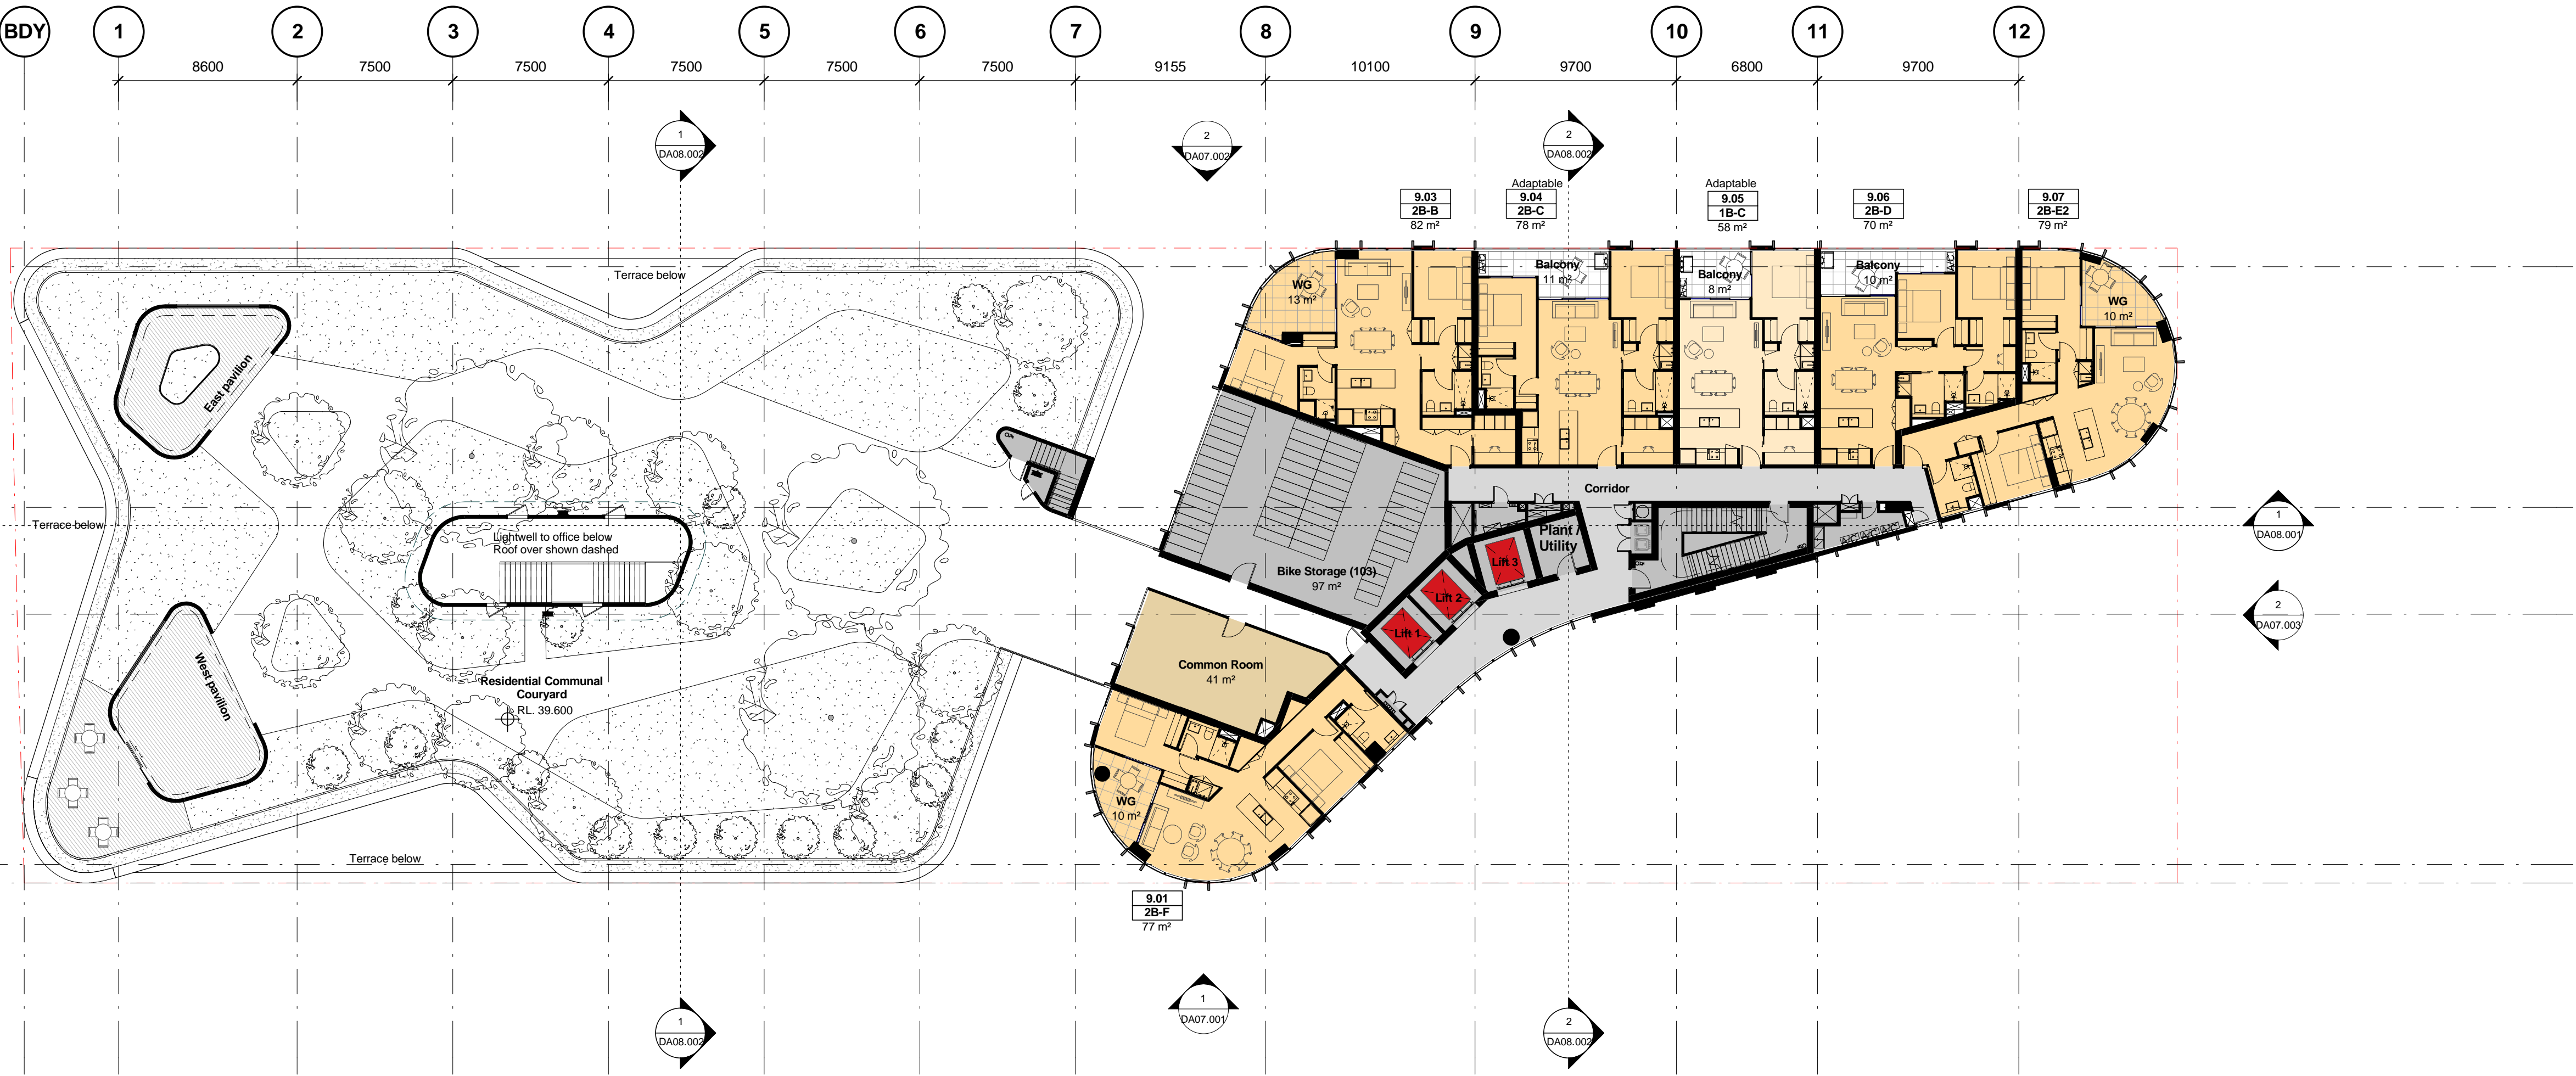 BDY 1 2 3 4 5 6 7 8 9 10 11 12
8600 7500 7500 7500 7500 7500 9155 10100 9700 6800 9700
1
DA08.002
2
DA07.002
2
DA08.002
9.03
2B-B
82 m²
Adaptable
9.04
2B-C
78 m²
Adaptable
9.05
1B-C
58 m²
9.06
2B-D
70 m²
9.07
2B-E2
79 m²
Terrace below
WG
13 m²
Balcony
11 m²
A/C
Balcony
8 m²
A/C
Balcony
10 m²
A/C
WG
10 m²
East pavilion
Terrace below
Lightwell to office below
Roof over shown dashed
Corridor
Plant /
Utility
Bike Storage (103)
97 m²
Lift 3
Lift 2
Lift 1
A/C A/C A/C
1
DA08.001
2
DA07.003
West pavilion
Residential Communal
Couryard
RL. 39.600
Common Room
41 m²
WG
10 m²
Terrace below
9.01
2B-F
77 m²
1
DA08.002
1
DA07.001
2
DA08.002